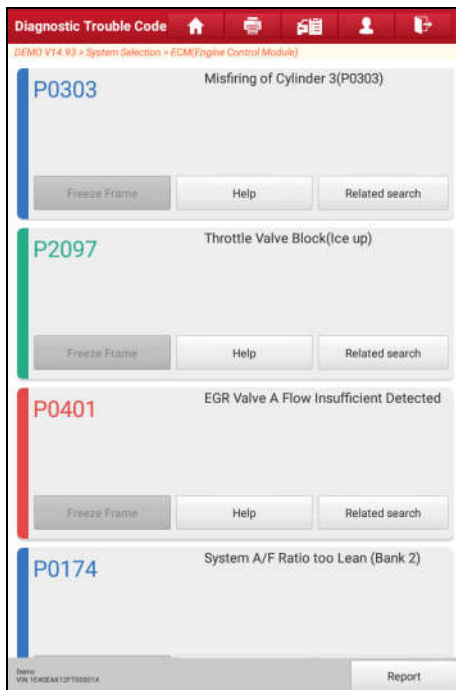 Diagnostic Trouble Code
DEMO V14.93 > System Selection > ECM(Engine Control Module)
P0303
Misfiring of Cylinder 3(P0303)
Freeze Frame Help Related search
P2097
Throttle Valve Block(Ice up)
Freeze Frame Help Related search
P0401
EGR Valve A Flow Insufficient Detected
Freeze Frame Help Related search
P0174
System A/F Ratio too Lean (Bank 2)
Demo
VIN
Report